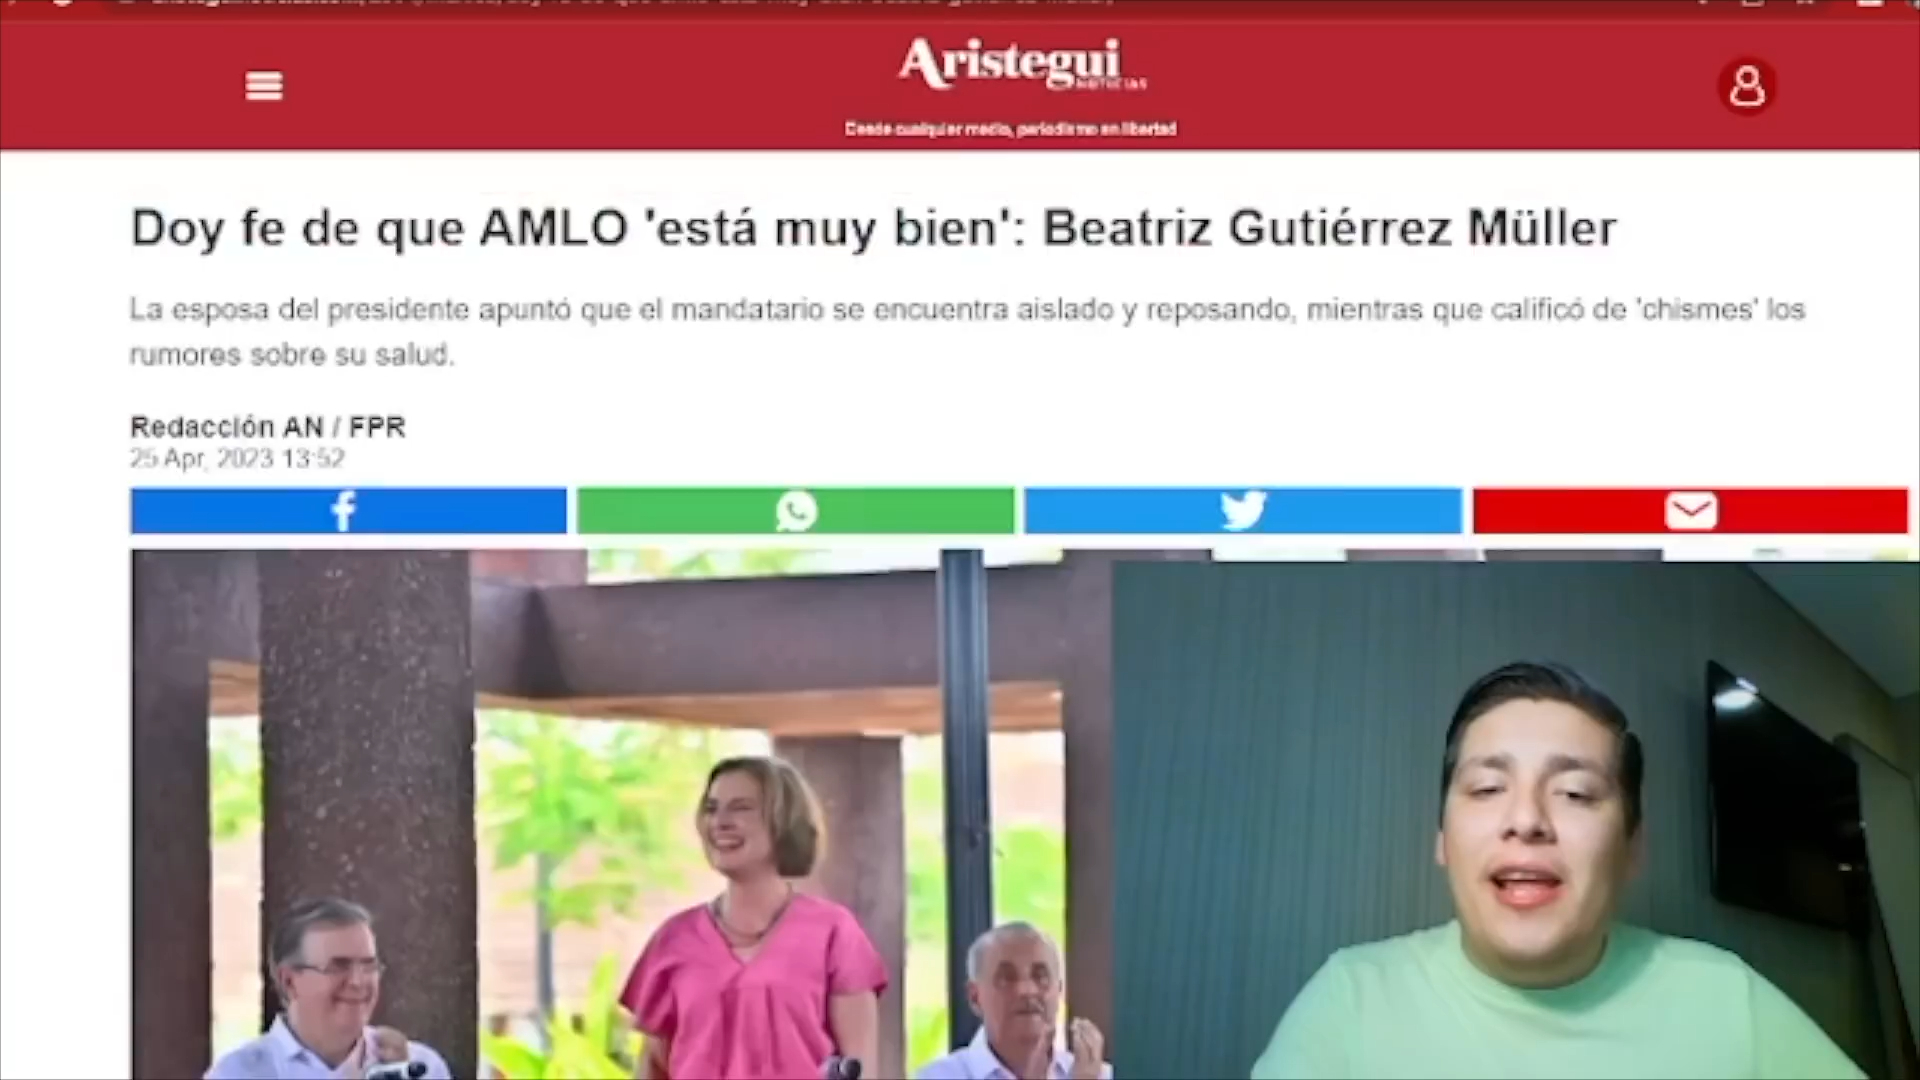 Aristegui
NOTICIAS
Desde cualquier medio, periodismo en libertad
Doy fe de que AMLO 'está muy bien': Beatriz Gutiérrez Müller
La esposa del presidente apuntó que el mandatario se encuentra aislado y reposando, mientras que calificó de 'chismes' los
rumores sobre su salud.
Redacción AN / FPR
25 Apr, 2023 13:52